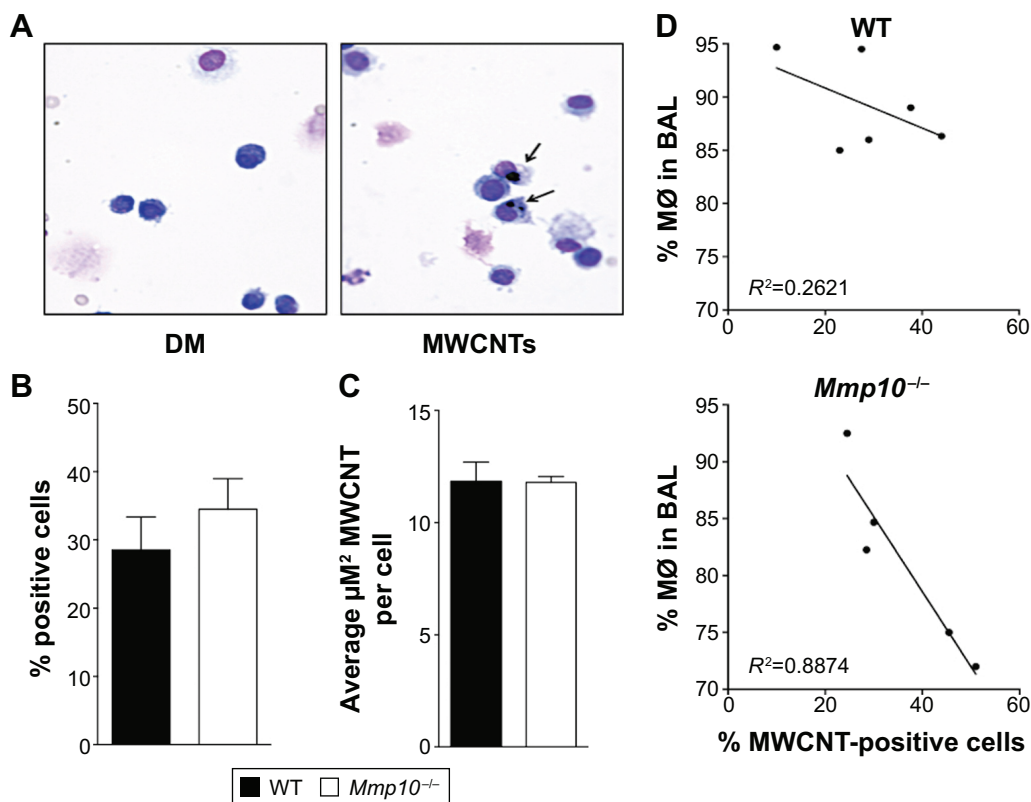 A
DM
MWCNTs
B
% positive cells
50
40
30
20
10
0
C
Average µM² MWCNT
per cell
15
12
5
0
WT
Mmp10⁻/⁻
D
WT
% MØ in BAL
95
90
85
80
75
70
R²=0.2621
0
20
40
60
Mmp10⁻/⁻
% MØ in BAL
95
90
85
80
75
70
R²=0.8874
0
20
40
60
% MWCNT-positive cells